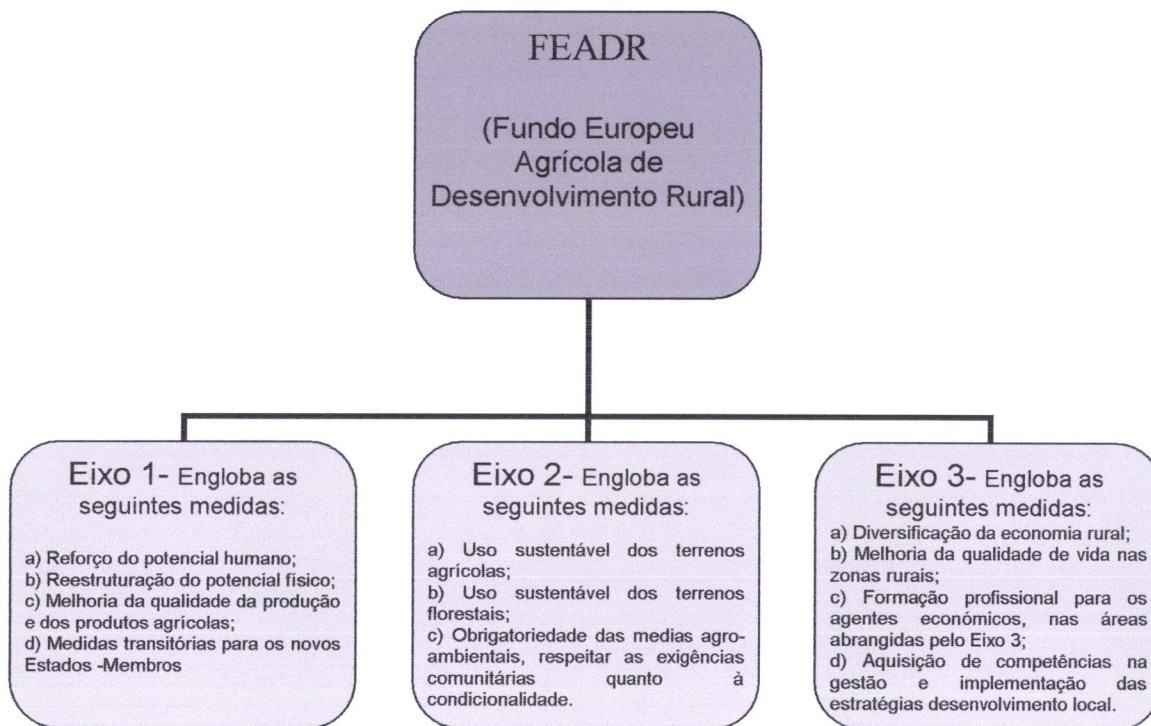 FEADR
(Fundo Europeu
Agrícola de
Desenvolvimento Rural)
Eixo 1- Engloba as
seguintes medidas:
a) Reforço do potencial humano;
b) Reestruturação do potencial físico;
c) Melhoria da qualidade da produção
e dos produtos agrícolas;
d) Medidas transitórias para os novos
Estados -Membros
Eixo 2- Engloba as
seguintes medidas:
a) Uso sustentável dos terrenos
agrícolas;
b) Uso sustentável dos terrenos
florestais;
c) Obrigatoriedade das medias agro-
ambientais, respeitar as exigências
comunitárias quanto à
condicionalidade.
Eixo 3- Engloba as
seguintes medidas:
a) Diversificação da economia rural;
b) Melhoria da qualidade de vida nas
zonas rurais;
c) Formação profissional para os
agentes económicos, nas áreas
abrangidas pelo Eixo 3;
d) Aquisição de competências na
gestão e implementação das
estratégias desenvolvimento local.